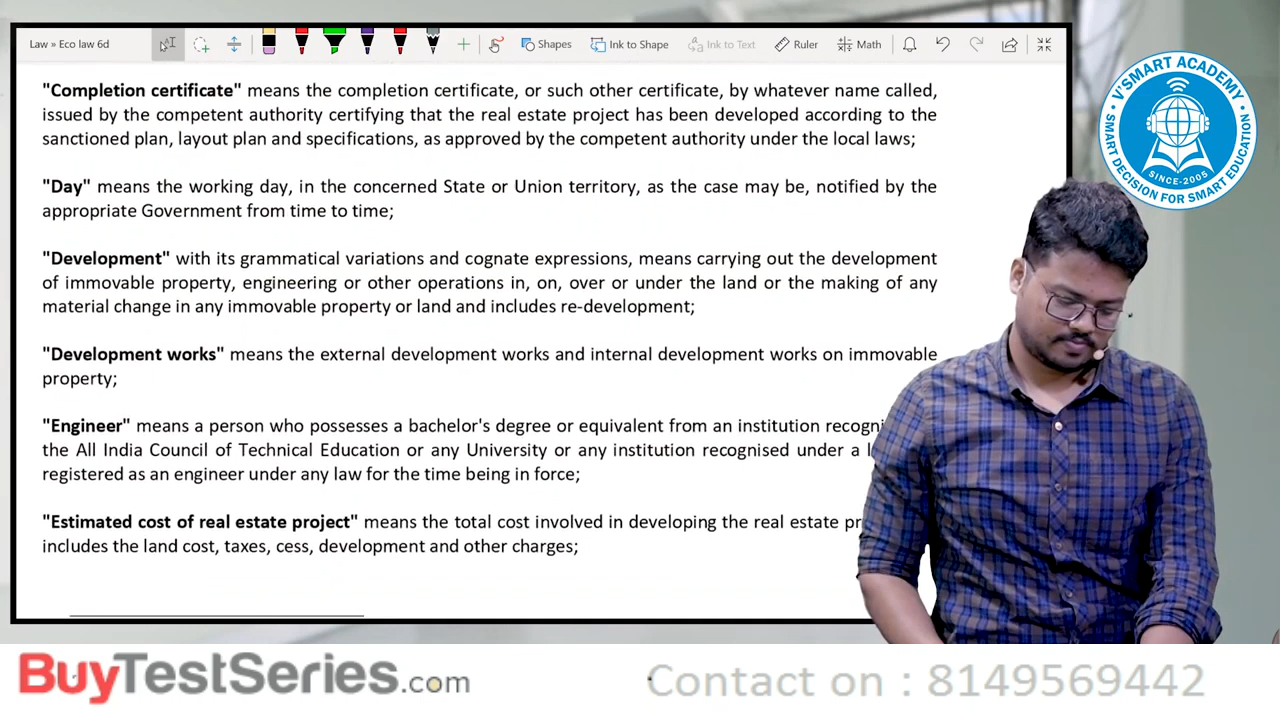 Law » Eco law 6d
Shapes
Ink to Shape
Ink to Text
Ruler
Math
"Completion certificate" means the completion certificate, or such other certificate, by whatever name called,
issued by the competent authority certifying that the real estate project has been developed according to the
sanctioned plan, layout plan and specifications, as approved by the competent authority under the local laws;
"Day" means the working day, in the concerned State or Union territory, as the case may be, notified by the
appropriate Government from time to time;
"Development" with its grammatical variations and cognate expressions, means carrying out the development
of immovable property, engineering or other operations in, on, over or under the land or the making of any
material change in any immovable property or land and includes re-development;
"Development works" means the external development works and internal development works on immovable
property;
"Engineer" means a person who possesses a bachelor's degree or equivalent from an institution
the All India Council of Technical Education or any University or any institution recognised under a
registered as an engineer under any law for the time being in force;
"Estimated cost of real estate project" means the total cost involved in developing the real estate
includes the land cost, taxes, cess, development and other charges;
V'SMART ACADEMY
SINCE-2005
SMART DECISION FOR SMART EDUCATION
BuyTestSeries.com
Contact on : 8149569442